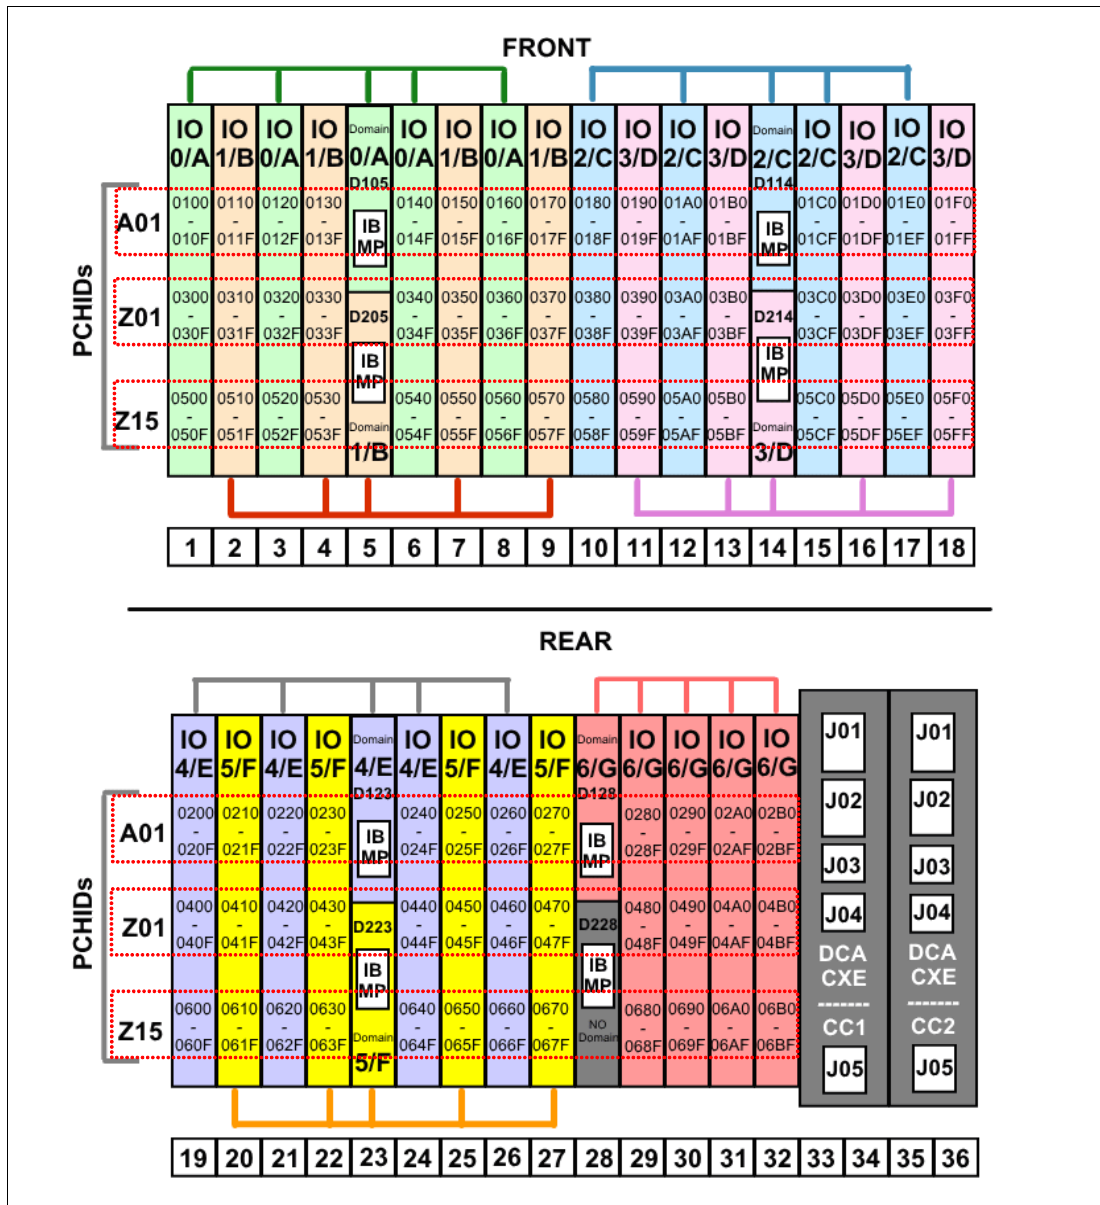 FRONT
IO IO IO IO Domain IO IO IO IO IO IO IO IO Domain IO IO IO IO
0/A 1/B 0/A 1/B 0/A 0/A 1/B 0/A 1/B 2/C 3/D 2/C 3/D 2/C 2/C 3/D 2/C 3/D
D105 D114
PCHIDs
A01
0100 0110 0120 0130 0140 0150 0160 0170 0180 0190 01A0 01B0 01C0 01D0 01E0 01F0
- - - - IB - - - - - - - - IB - - - -
010F 011F 012F 013F MP 014F 015F 016F 017F 018F 019F 01AF 01BF MP 01CF 01DF 01EF 01FF
Z01
0300 0310 0320 0330 0340 0350 0360 0370 0380 0390 03A0 03B0 03C0 03D0 03E0 03F0
- - - - D205 - - - - - - - - D214 - - - -
030F 031F 032F 033F 034F 035F 036F 037F 038F 039F 03AF 03BF 03CF 03DF 03EF 03FF
IB IB
MP MP
Z15
0500 0510 0520 0530 0540 0550 0560 0570 0580 0590 05A0 05B0 05C0 05D0 05E0 05F0
- - - - - - - - - - - - - - - -
050F 051F 052F 053F Domain 054F 055F 056F 057F 058F 059F 05AF 05BF Domain 05CF 05DF 05EF 05FF
1/B 3/D
1 2 3 4 5 6 7 8 9 10 11 12 13 14 15 16 17 18
REAR
IO IO IO IO Domain IO IO IO IO Domain IO IO IO IO J01 J01
4/E 5/F 4/E 5/F 4/E 4/E 5/F 4/E 5/F 6/G 6/G 6/G 6/G 6/G
D123 D128 J02 J02
PCHIDs
A01
0200 0210 0220 0230 0240 0250 0260 0270 0280 0290 02A0 02B0
- - - - IB - - - - IB - - - -
020F 021F 022F 023F MP 024F 025F 026F 027F MP 028F 029F 02AF 02BF J03 J03
Z01
0400 0410 0420 0430 0440 0450 0460 0470 0480 0490 04A0 04B0 J04 J04
- - - - D223 - - - - D228 - - - -
040F 041F 042F 043F 044F 045F 046F 047F 048F 049F 04AF 04BF DCA DCA
IB IB CXE CXE
MP MP ------- -------
Z15
0600 0610 0620 0630 0640 0650 0660 0670 0680 0690 06A0 06B0
- - - - - - - - NO - - - - CC1 CC2
060F 061F 062F 063F Domain 064F 065F 066F 067F Domain 068F 069F 06AF 06BF
5/F J05 J05
19 20 21 22 23 24 25 26 27 28 29 30 31 32 33 34 35 36